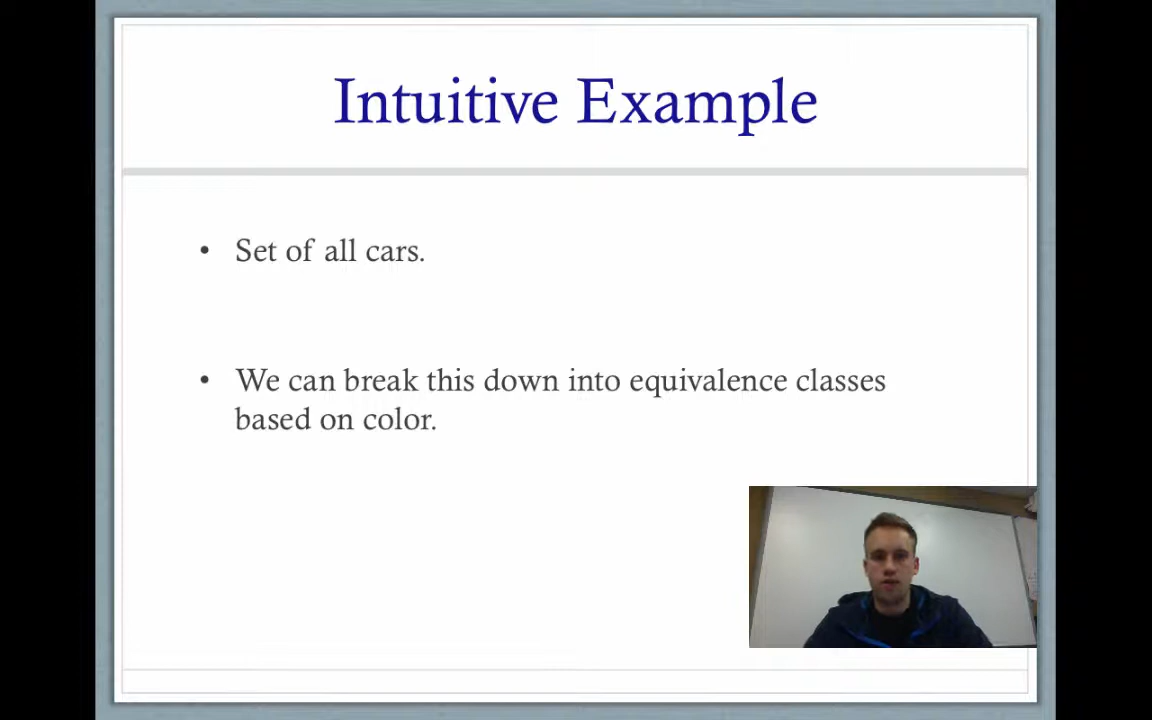 Intuitive Example
• Set of all cars.
• We can break this down into equivalence classes
based on color.